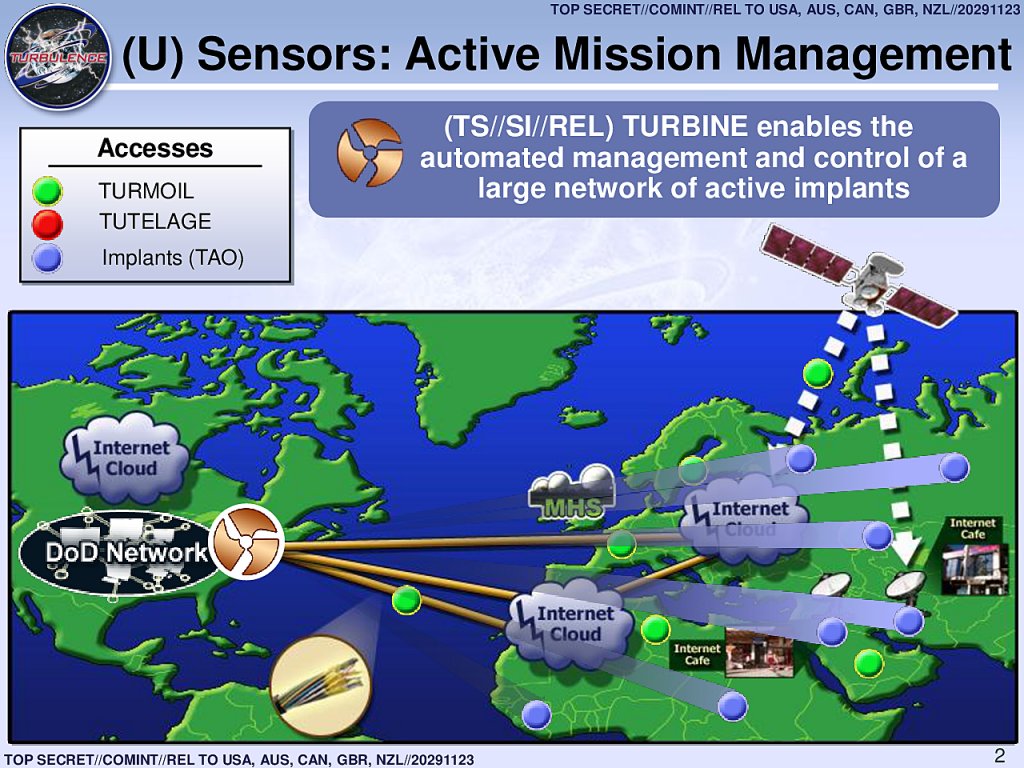 TOP SECRET//COMINT//REL TO USA, AUS, CAN, GBR, NZL//20291123
TURBULENCE
(U) Sensors: Active Mission Management
Accesses
TURMOIL
TUTELAGE
Implants (TAO)
(TS//SI//REL) TURBINE enables the
automated management and control of a
large network of active implants
Internet
Cloud
MHS
Internet
Cloud
Internet
Cafe
DoD Network
Internet
Cloud
Internet
Cafe
TOP SECRET//COMINT//REL TO USA, AUS, CAN, GBR, NZL//20291123
2